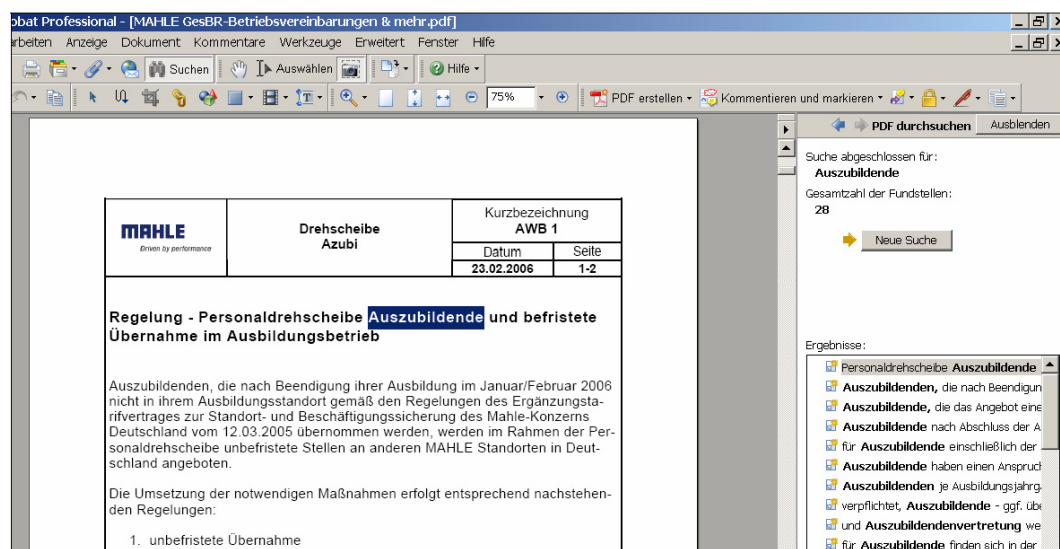 obat Professional - [MAHLE GesBR-Betriebsvereinbarungen & mehr.pdf]
rbeiten Anzeige Dokument Kommentare Werkzeuge Erweitert Fenster Hilfe
Suchen Auswählen Hilfe
75% PDF erstellen Kommentieren und markieren
PDF durchsuchen Ausblenden
Suche abgeschlossen für:
Auszubildende
Gesamtzahl der Fundstellen:
28
Neue Suche
MAHLE
Driven by performance
Drehscheibe
Azubi
Kurzbezeichnung
AWB 1
Datum Seite
23.02.2006 1-2
Regelung - Personaldrehscheibe Auszubildende und befristete
Übernahme im Ausbildungsbetrieb
Auszubildenden, die nach Beendigung ihrer Ausbildung im Januar/Februar 2006
nicht in ihrem Ausbildungsstandort gemäß den Regelungen des Ergänzungsta-
rifvertrages zur Standort- und Beschäftigungssicherung des Mahle-Konzerns
Deutschland vom 12.03.2005 übernommen werden, werden im Rahmen der Per-
sonaldrehscheibe unbefristete Stellen an anderen MAHLE Standorten in Deut-
schland angeboten.
Die Umsetzung der notwendigen Maßnahmen erfolgt entsprechend nachstehen-
den Regelungen:
1. unbefristete Übernahme
Ergebnisse:
Personaldrehscheibe Auszubildende
Auszubildenden, die nach Beendigun
Auszubildende, die das Angebot eine
Auszubildende nach Abschluss der A
für Auszubildende einschließlich der
Auszubildende haben einen Anspruch
Auszubildenden je Ausbildungsjahrg
verpflichtet, Auszubildende - ggf. übe
und Auszubildendenvertretung we
für Auszubildende finden sich in der